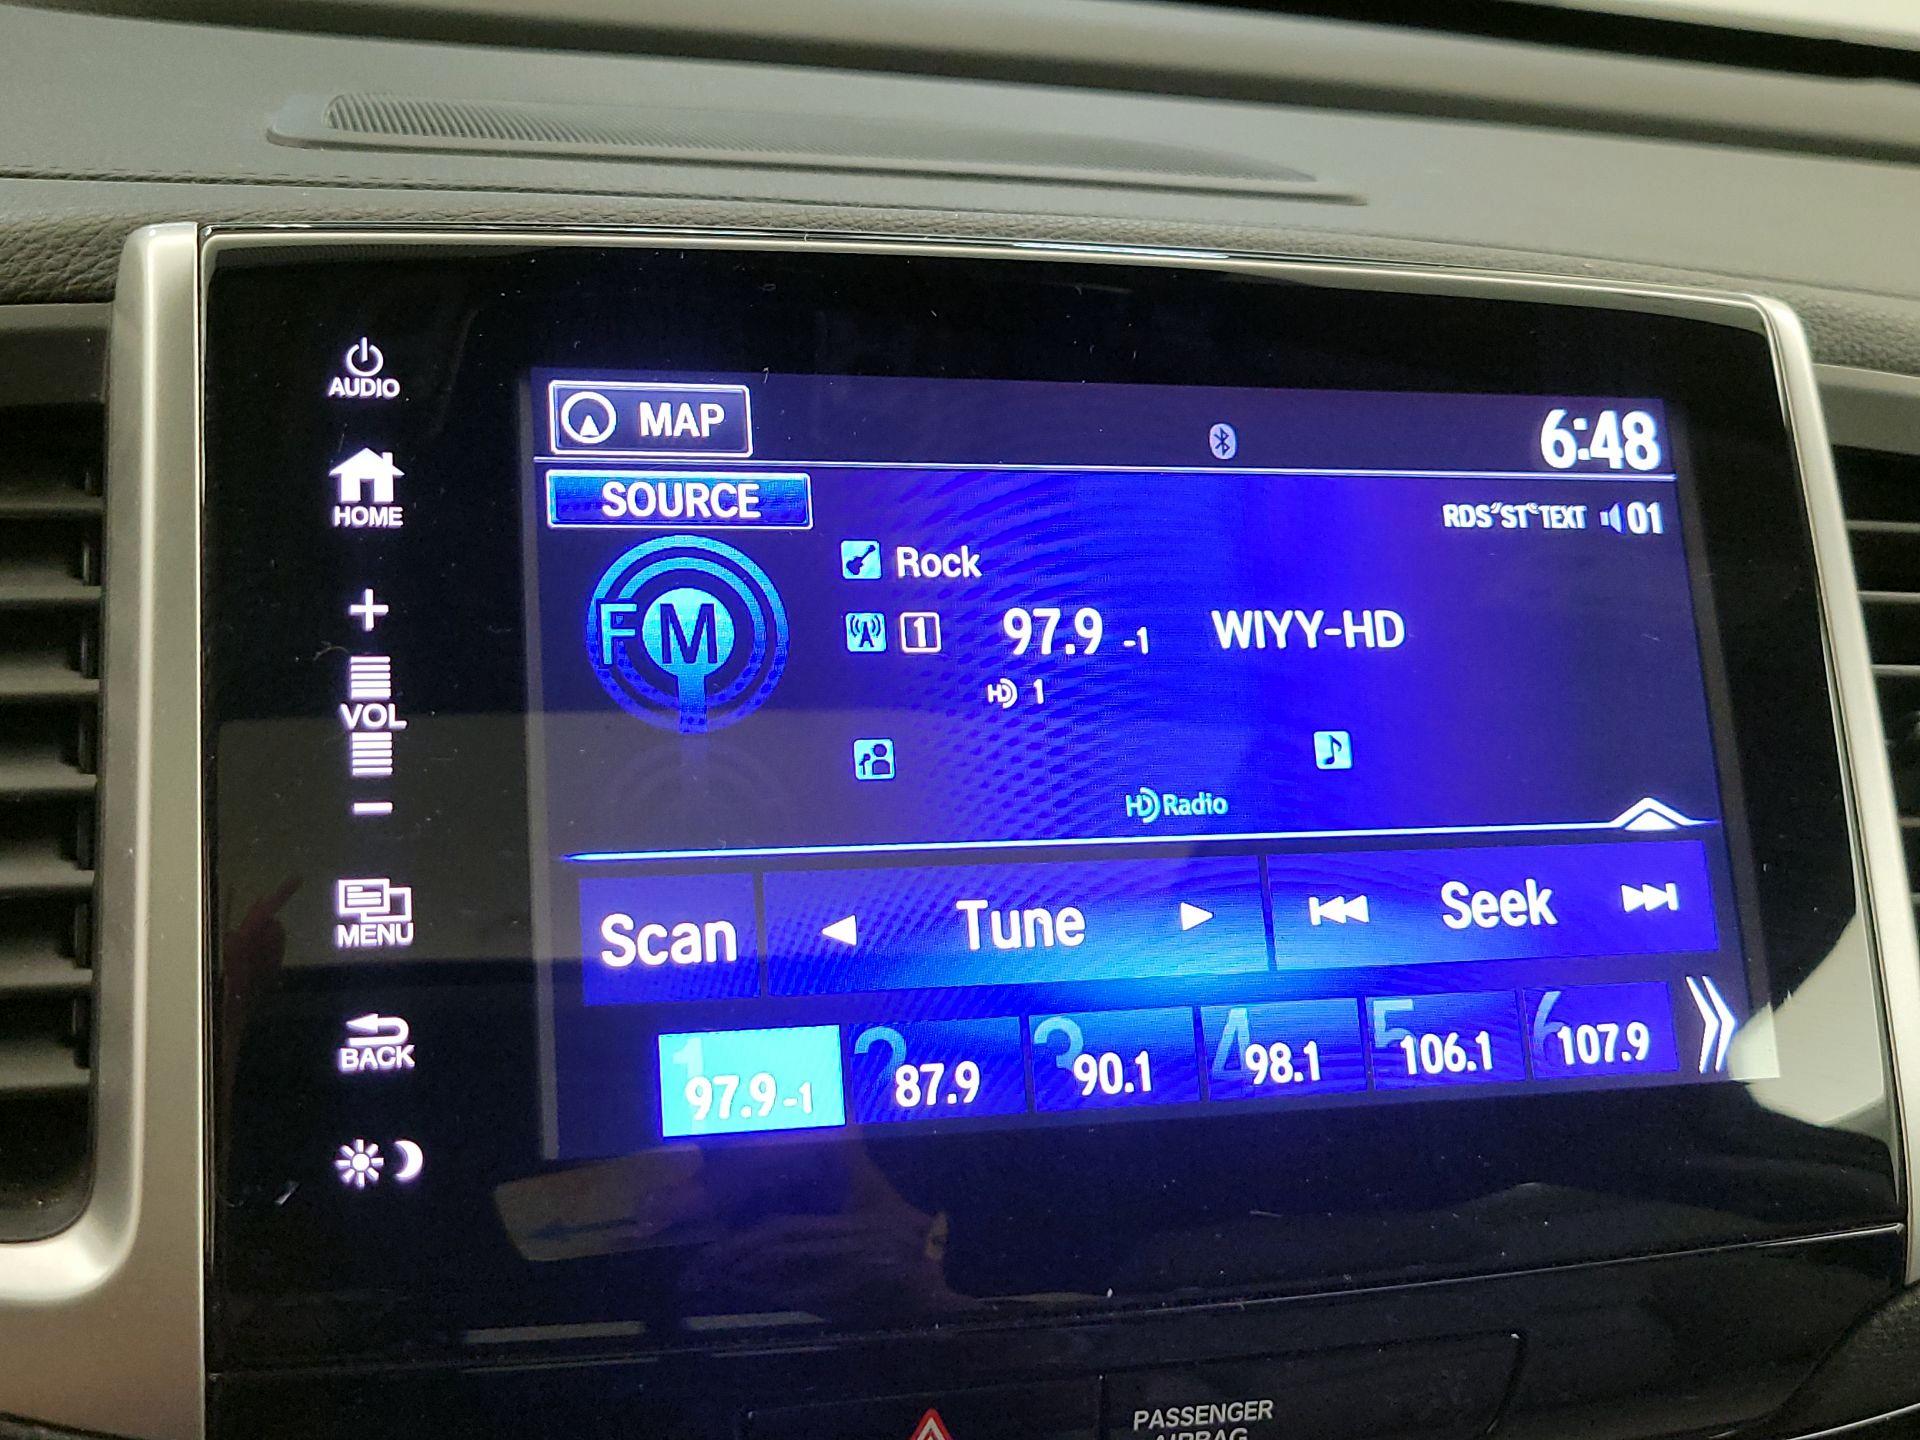 AUDIO
HOME
+
VOL
−
MENU
BACK
MAP
6:48
SOURCE
RDS ST TEXT 01
FM
Rock
1 97.9 -1 WIYY-HD
HD 1
HD Radio
Scan Tune Seek
1 97.9-1
2 87.9
3 90.1
4 98.1
5 106.1
6 107.9
PASSENGER
AIRBAG